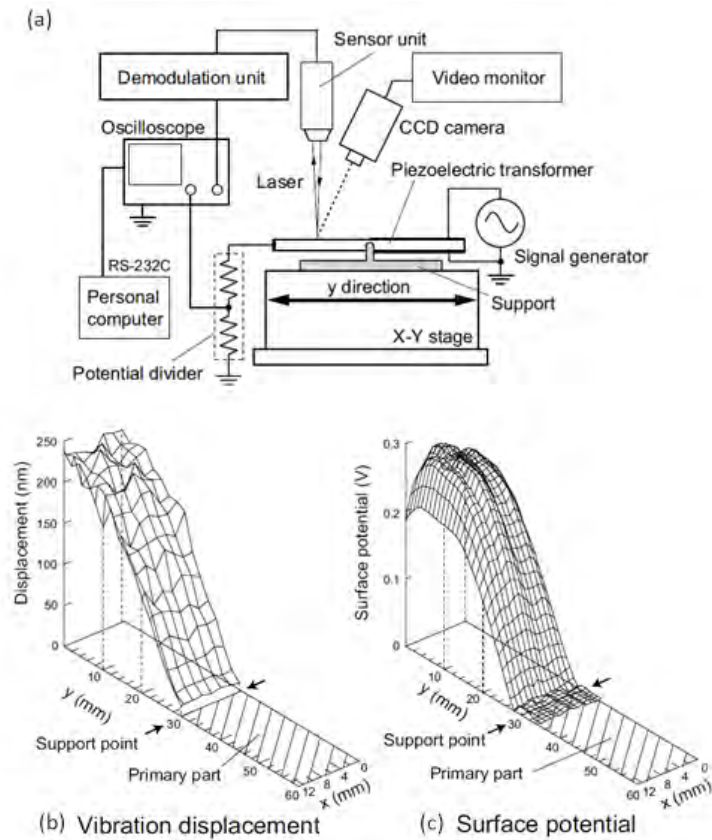 (a)
Sensor unit
Demodulation unit
Video monitor
Oscilloscope
CCD camera
Laser
Piezoelectric transformer
Signal generator
RS-232C
Personal
computer
y direction
Support
X-Y stage
Potential divider
250
200
150
100
50
0
Displacement (nm)
10
20
30
40
50
60
y (mm)
12 8 4 0
x (mm)
Support point
Primary part
(b) Vibration displacement
0.3
0.2
0.1
0
Surface potential (V)
10
20
30
40
50
60
y (mm)
12 8 4 0
x (mm)
Support point
Primary part
(c) Surface potential